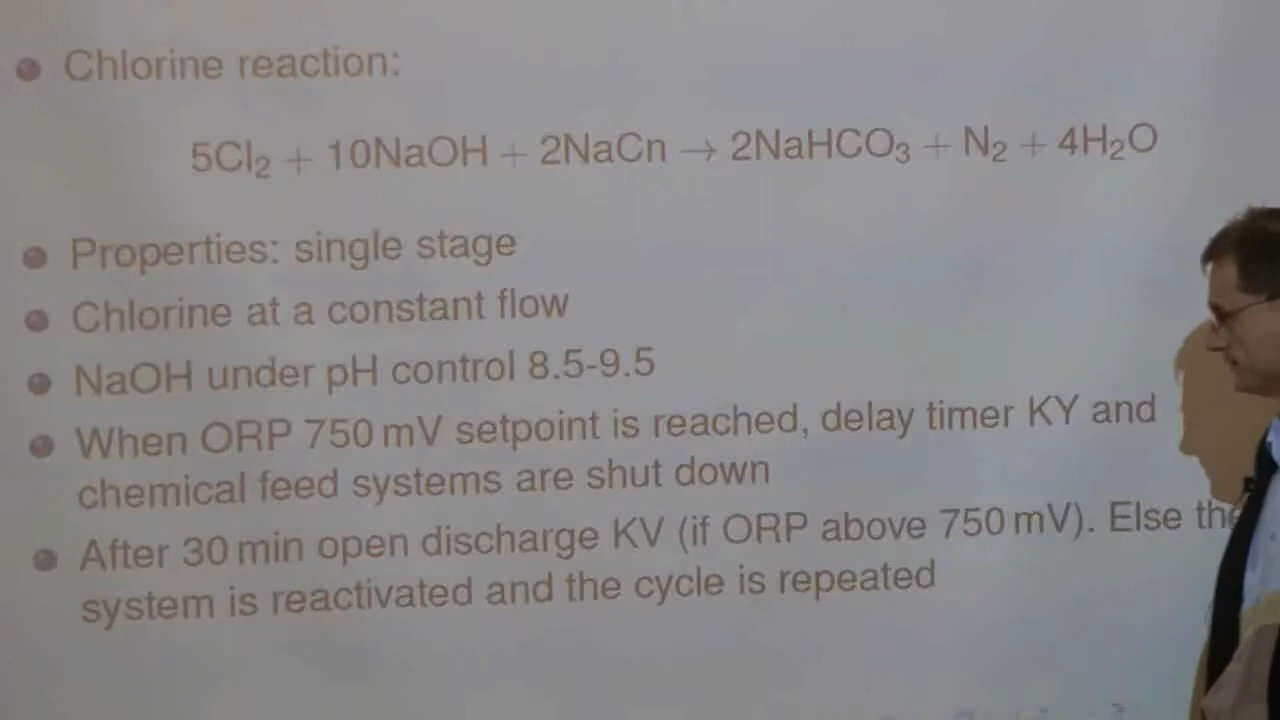 Chlorine reaction:
5Cl₂ + 10NaOH + 2NaCn → 2NaHCO₃ + N₂ + 4H₂O
Properties: single stage
Chlorine at a constant flow
NaOH under pH control 8.5-9.5
When ORP 750 mV setpoint is reached, delay timer KY and
chemical feed systems are shut down
After 30 min open discharge KV (if ORP above 750 mV). Else the
system is reactivated and the cycle is repeated